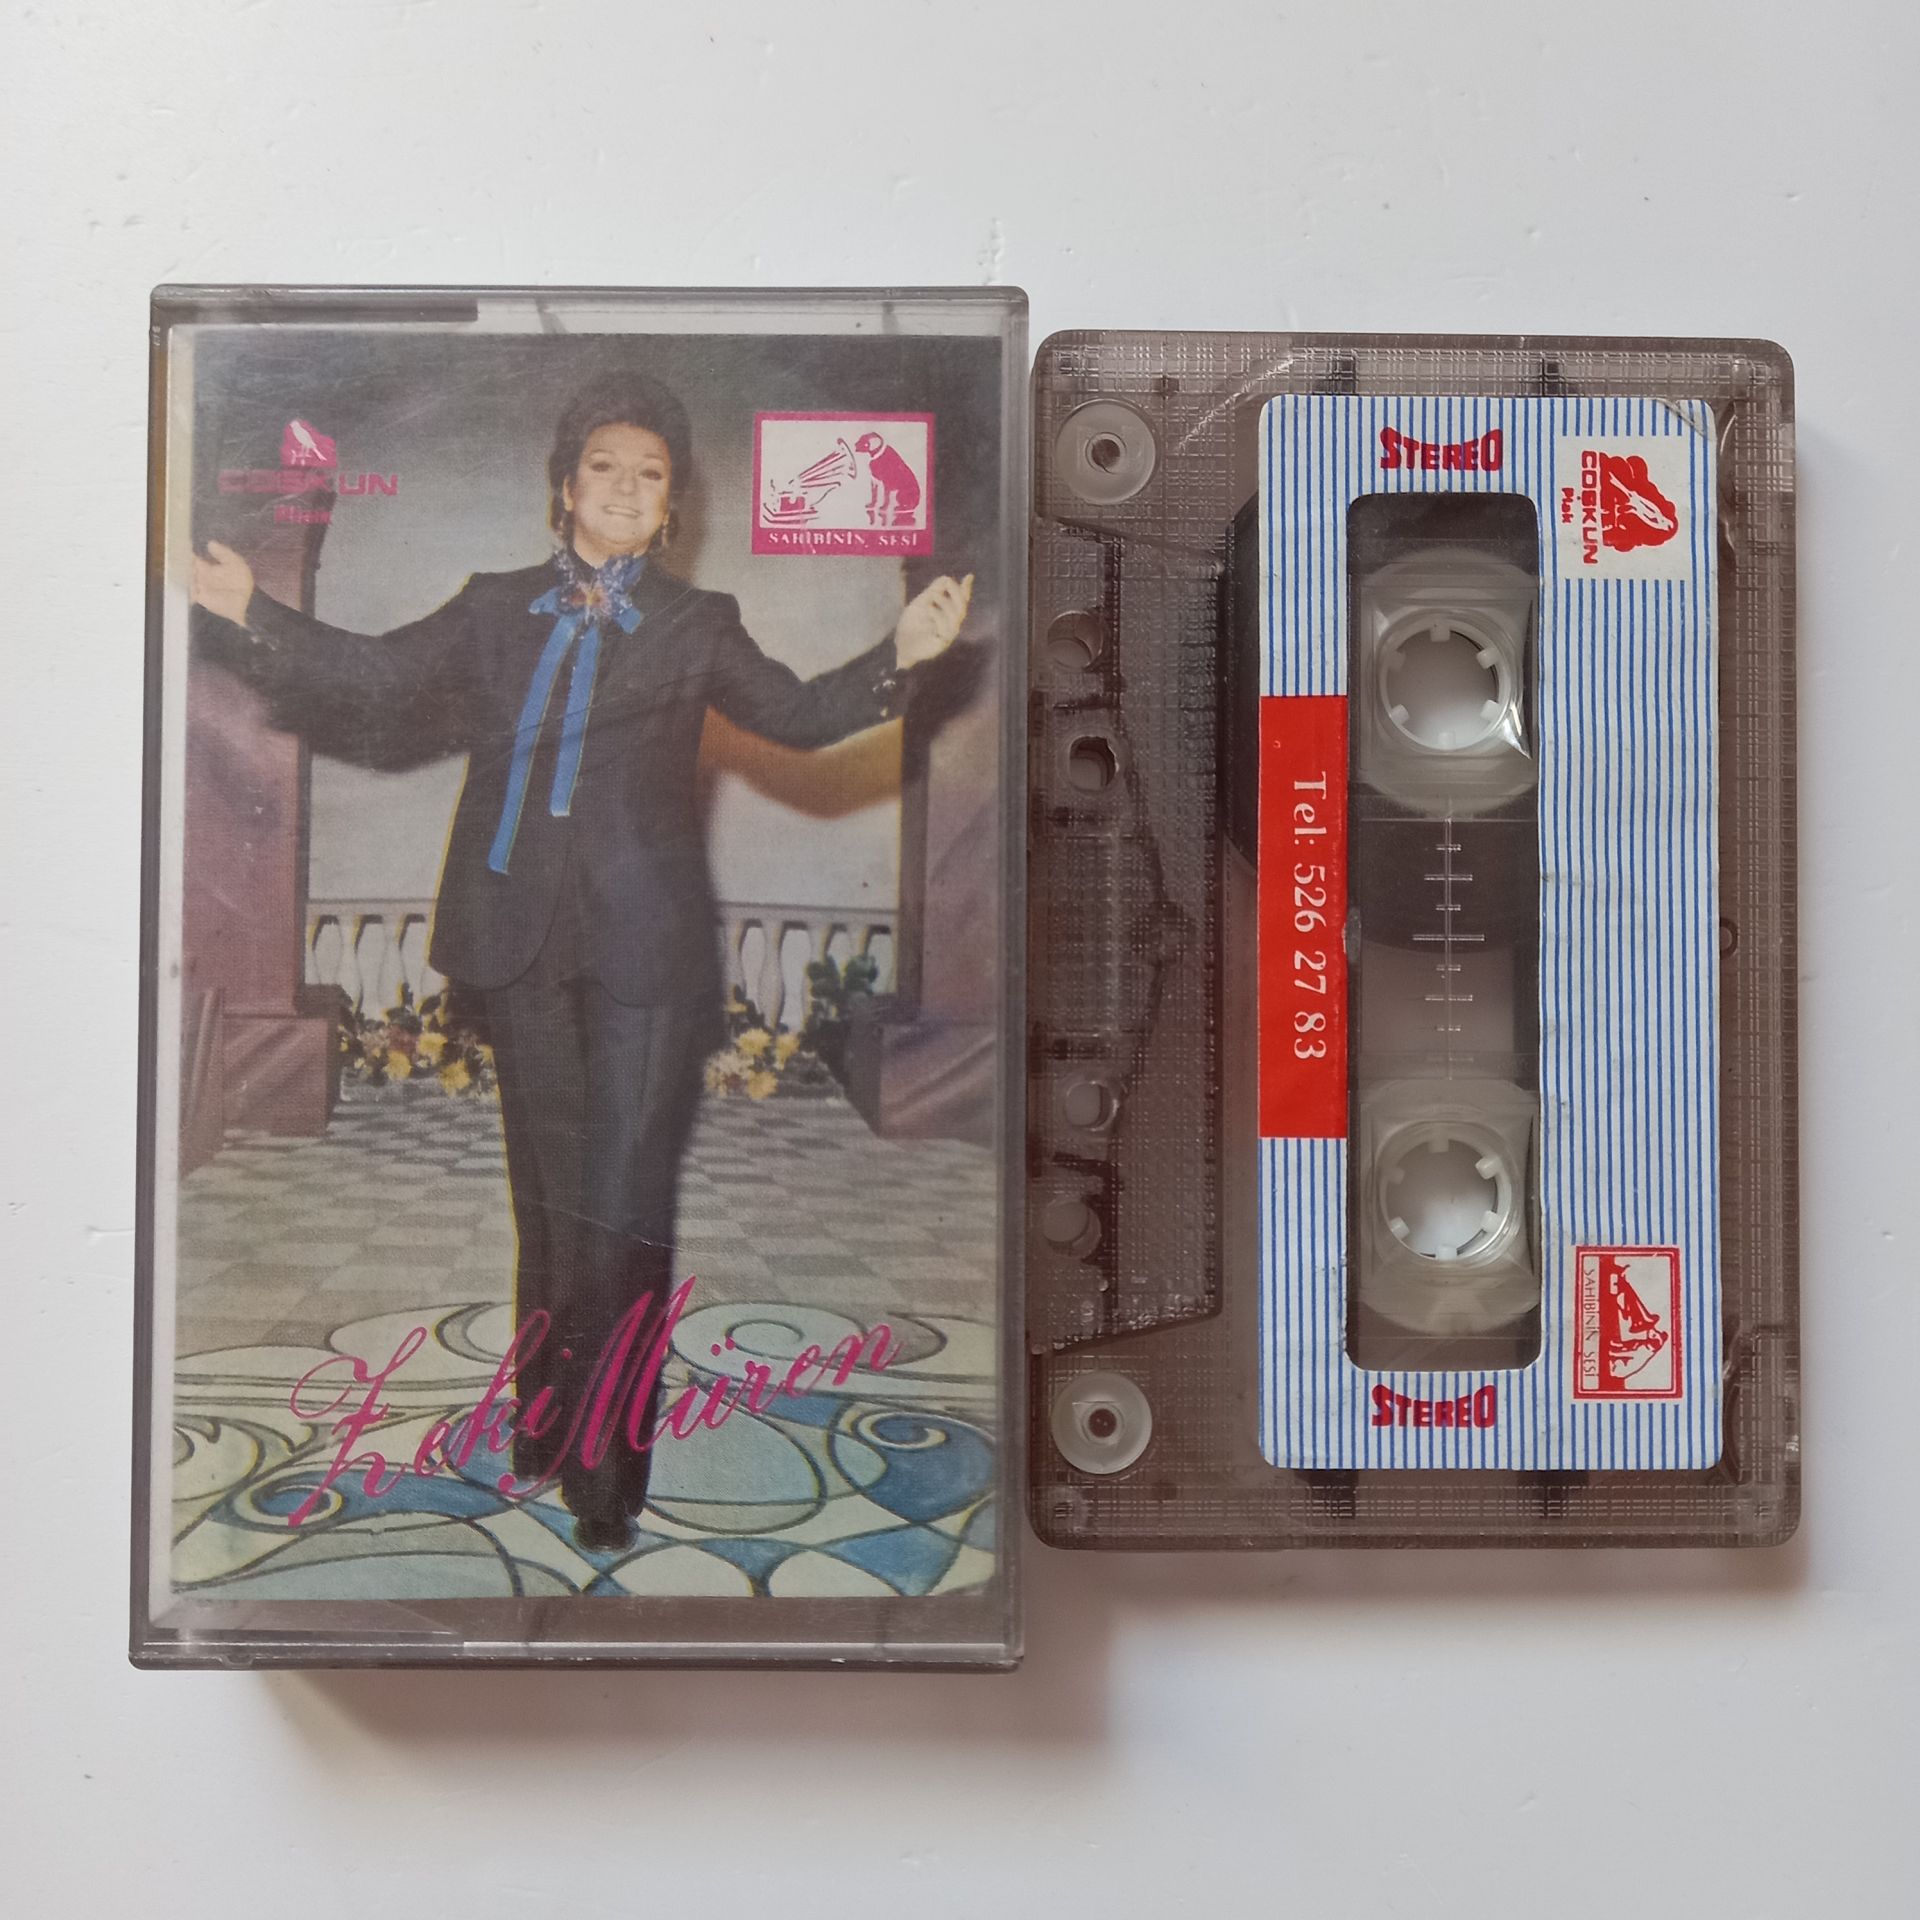 COŞKUN
Plak
SAHİBİNİN SESİ
Zeki Müren
STEREO
COŞKUN
Plak
Tel: 526 27 83
SAHİBİNİN SESİ
STEREO